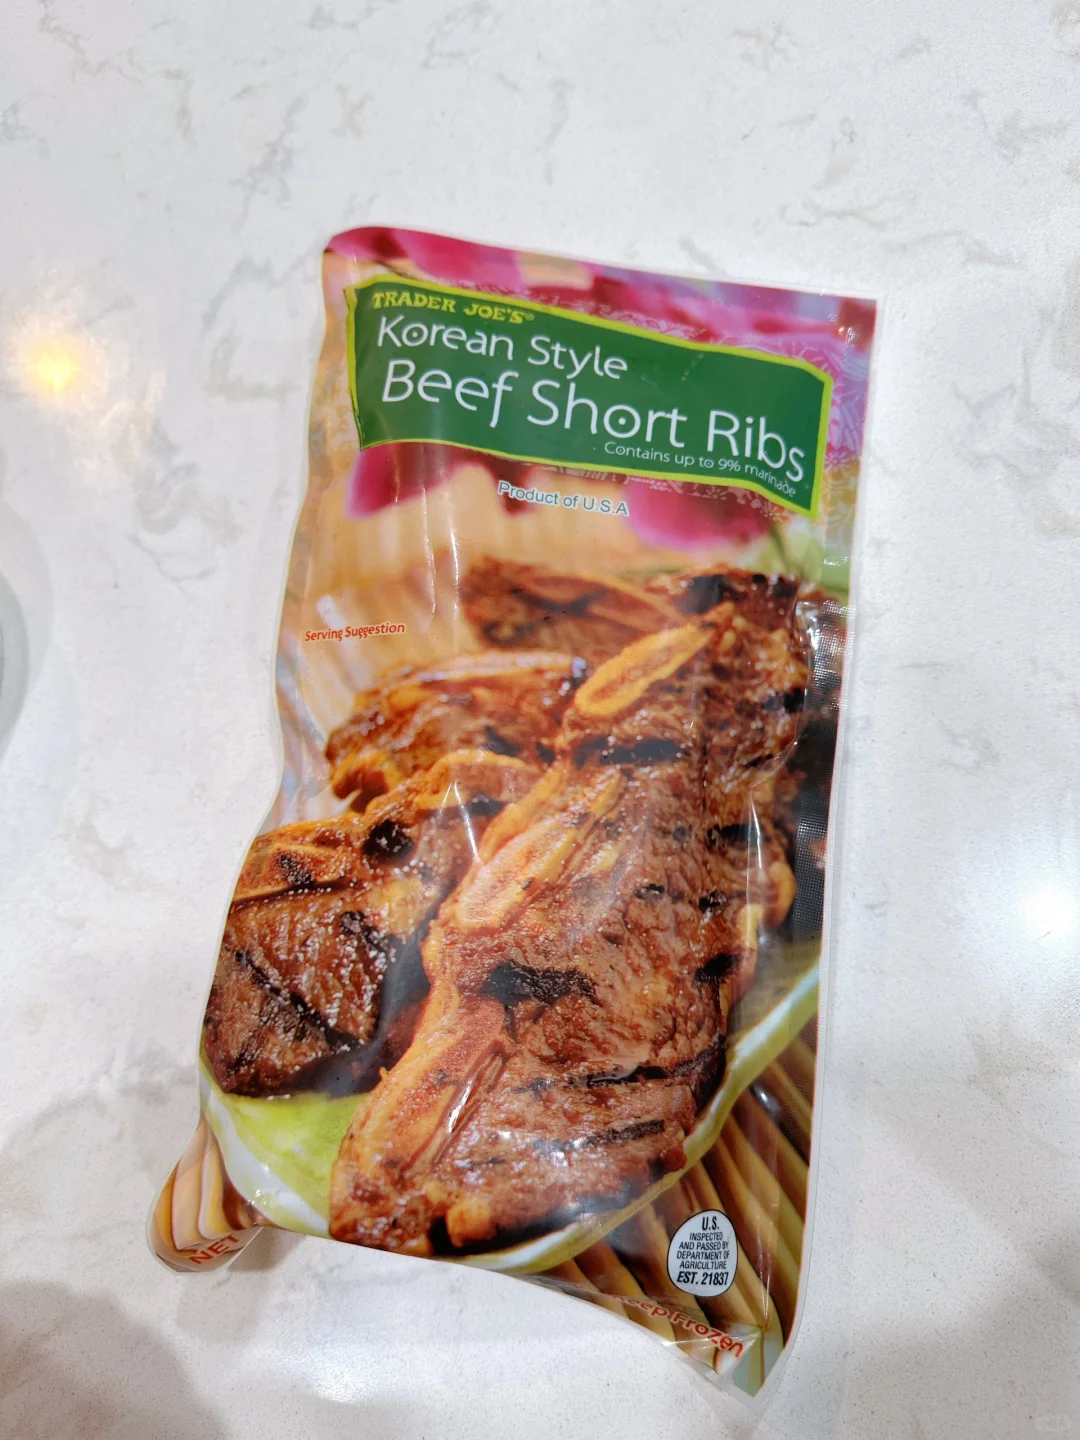 TRADER JOE'S®
Korean Style
Beef Short Ribs
Contains up to 9% marinade
Product of U.S.A
Serving Suggestion
U.S.
INSPECTED
AND PASSED BY
DEPARTMENT OF
AGRICULTURE
EST. 21837
NET
Keep Frozen